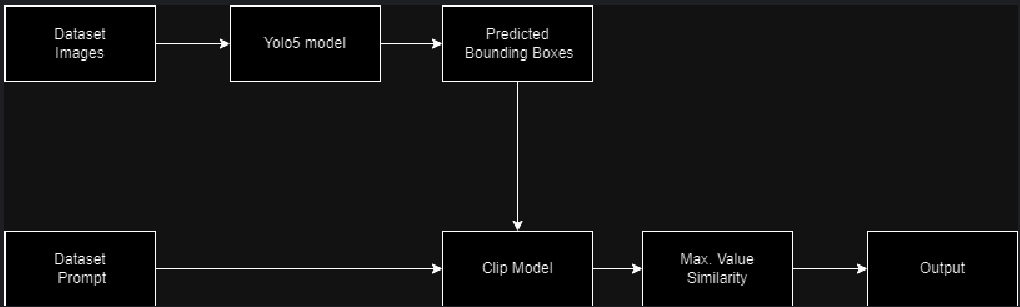 Dataset
Images
Yolo5 model
Predicted
Bounding Boxes
Dataset
Prompt
Clip Model
Max. Value
Similarity
Output